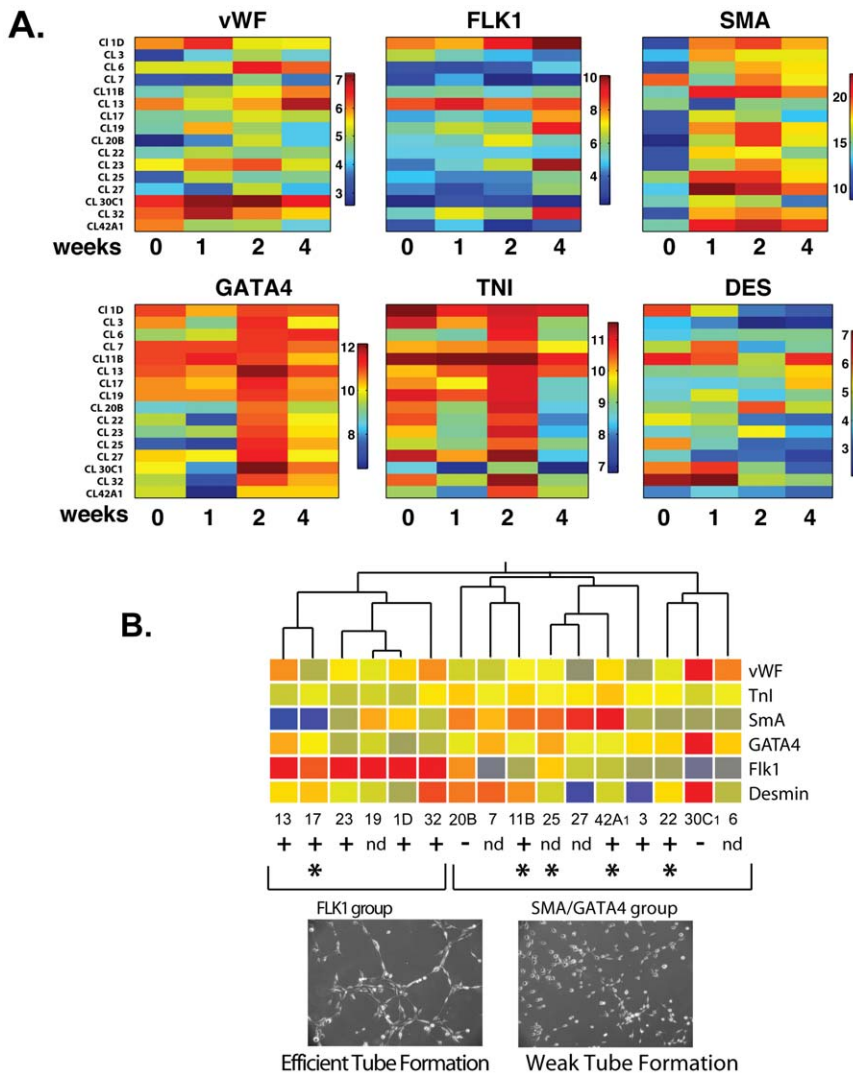 A.
vWF FLK1 SMA
Cl 1D
CL 3
CL 6
CL 7
CL11B
CL 13
CL17
CL19
CL 20B
CL 22
CL 23
CL 25
CL 27
CL 30C1
CL 32
CL42A1
7
6
5
4
3
10
8
6
4
20
15
10
weeks 0 1 2 4 0 1 2 4 0 1 2 4
GATA4 TNI DES
Cl 1D
CL 3
CL 6
CL 7
CL11B
CL 13
CL17
CL19
CL 20B
CL 22
CL 23
CL 25
CL 27
CL 30C1
CL 32
CL42A1
12
10
8
11
10
9
8
7
7
6
5
4
3
weeks 0 1 2 4 0 1 2 4 0 1 2 4
B.
vWF
TnI
SmA
GATA4
Flk1
Desmin
13 17 23 19 1D 32 20B 7 11B 25 27 42A1 3 22 30C1 6
+ + + nd + + - nd + nd nd + + + - nd
* * * * *
FLK1 group SMA/GATA4 group
Efficient Tube Formation Weak Tube Formation